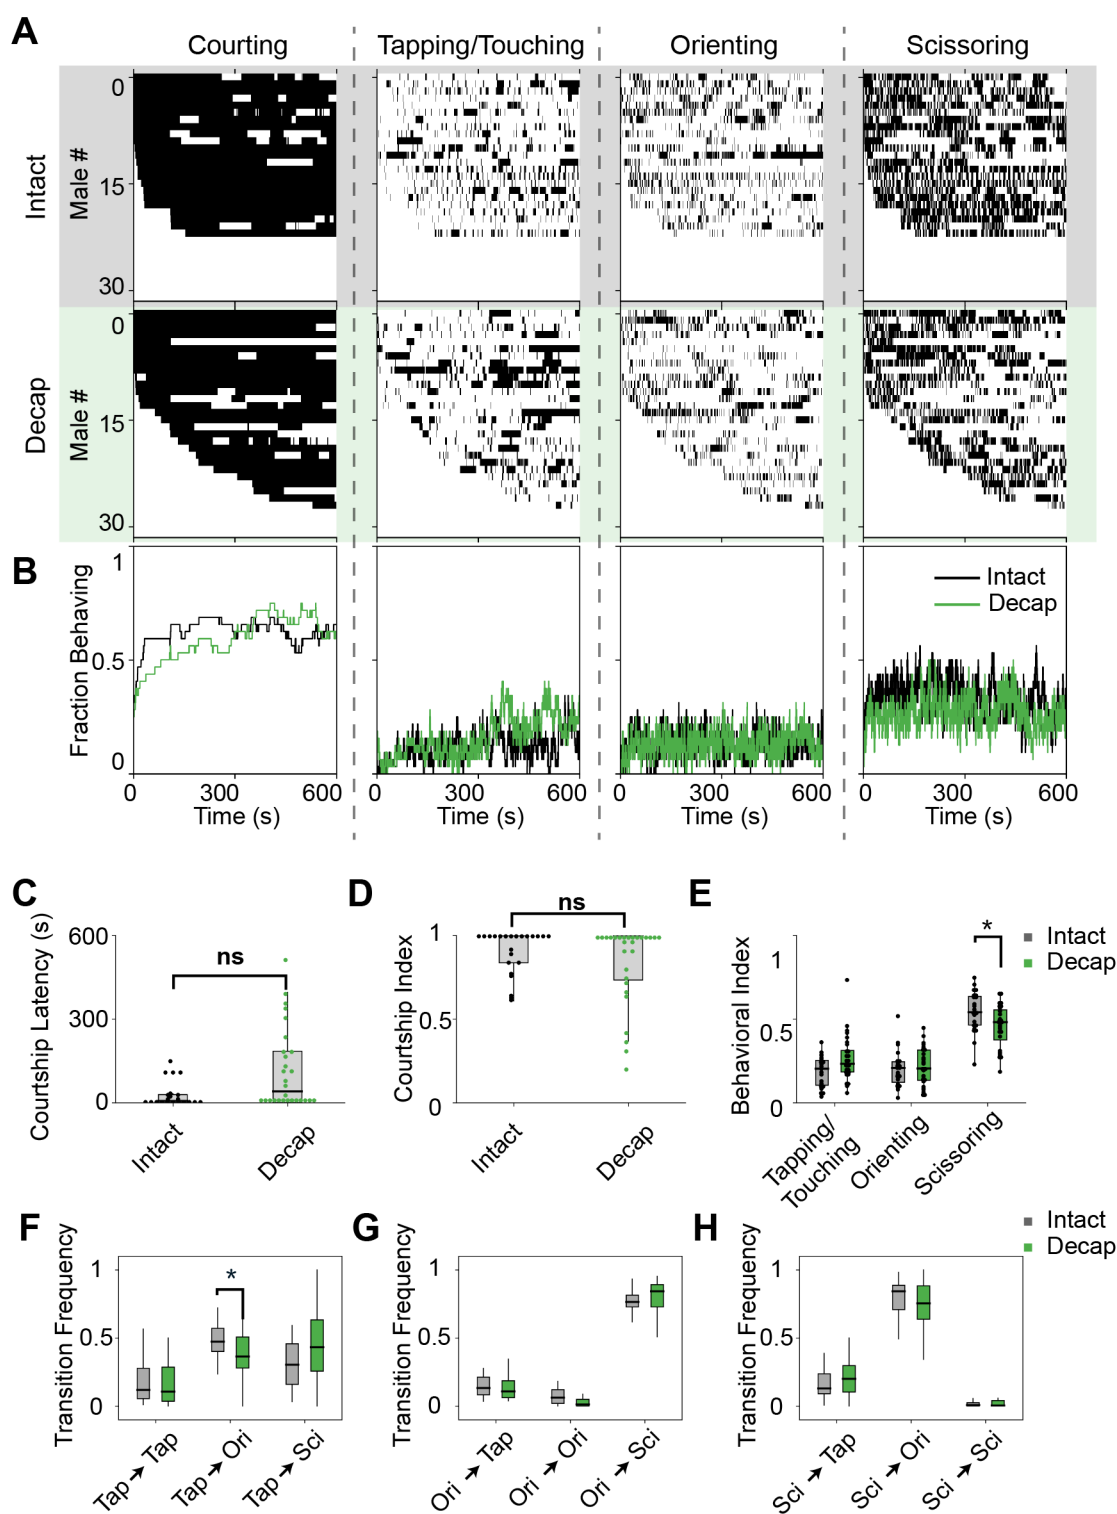 A
Courting
Tapping/Touching
Orienting
Scissoring
Intact
Male #
0
15
30
Decap
Male #
0
15
30
B
Fraction Behaving
1
0.5
0
Intact
Decap
0 300 600
0 300 600
0 300 600
0 300 600
Time (s)
Time (s)
Time (s)
Time (s)
C
Courtship Latency (s)
600
300
0
ns
Intact
Decap
D
Courtship Index
1
0.5
0
ns
Intact
Decap
E
Behavioral Index
1
0.5
0
*
Intact
Decap
Tapping/
Touching
Orienting
Scissoring
F
Transition Frequency
1
0.5
0
*
Tap → Tap
Tap → Ori
Tap → Sci
G
Transition Frequency
1
0.5
0
Ori → Tap
Ori → Ori
Ori → Sci
H
Transition Frequency
1
0.5
0
Intact
Decap
Sci → Tap
Sci → Ori
Sci → Sci